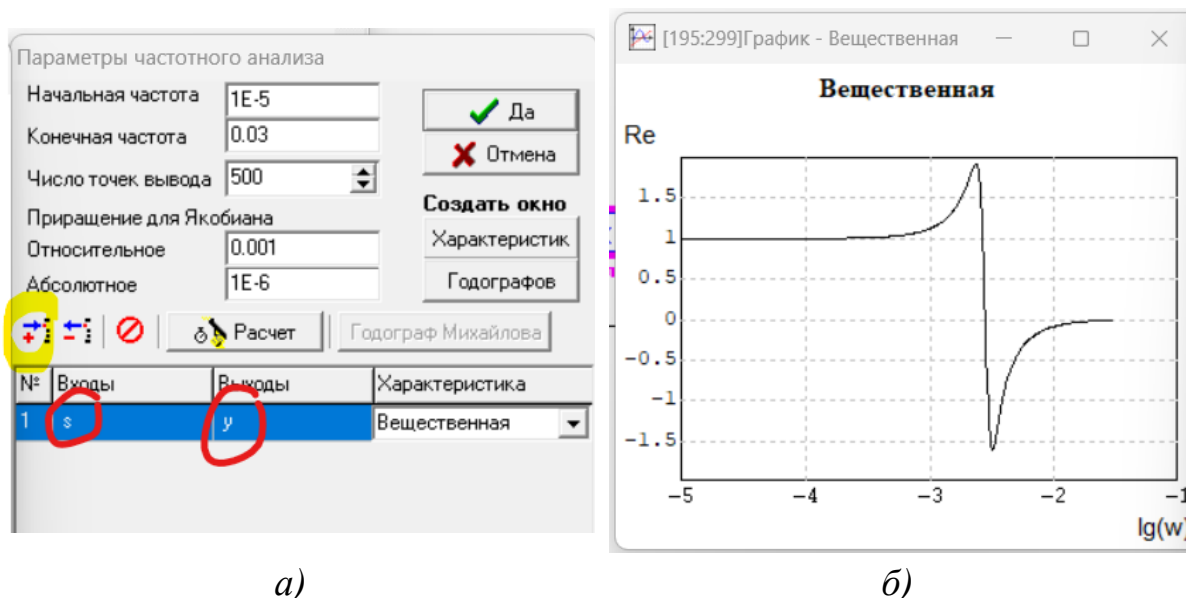 Параметры частотного анализа
Начальная частота 1E-5
Конечная частота 0.03
Число точек вывода 500
Приращение для Якобиана
Относительное 0.001
Абсолютное 1E-6
Да
Отмена
Создать окно
Характеристик
Годографов
Расчет Годограф Михайлова
№ Входы Выходы Характеристика
1 s y Вещественная
а)
[195:299]График - Вещественная
Вещественная
Re
1.5
1
0.5
0
-0.5
-1
-1.5
-5 -4 -3 -2 -1
lg(w)
б)